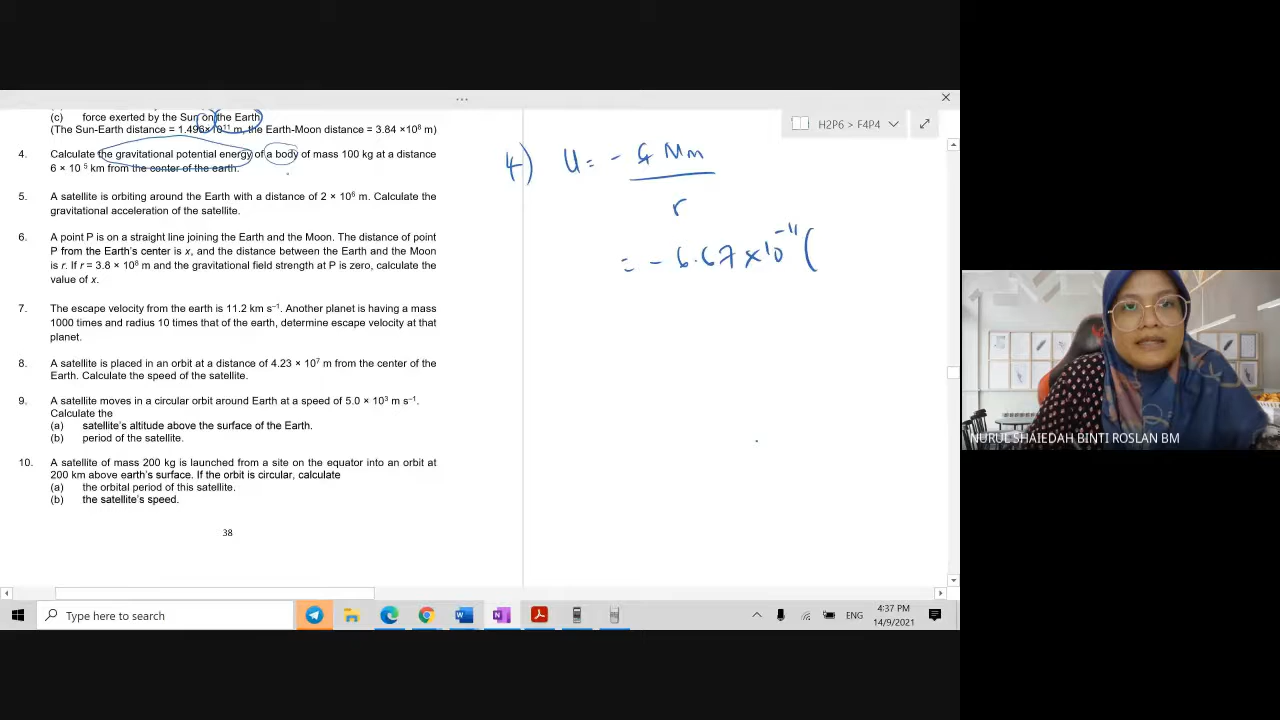 (c) force exerted by the Sun on the Earth
(The Sun-Earth distance = 1.496×10¹¹ m, the Earth-Moon distance = 3.84 ×10⁸ m)
4. Calculate the gravitational potential energy of a body of mass 100 kg at a distance
6 × 10 ⁵ km from the center of the earth.
5. A satellite is orbiting around the Earth with a distance of 2 × 10⁶ m. Calculate the
gravitational acceleration of the satellite.
6. A point P is on a straight line joining the Earth and the Moon. The distance of point
P from the Earth's center is x, and the distance between the Earth and the Moon
is r. If r = 3.8 × 10⁸ m and the gravitational field strength at P is zero, calculate the
value of x.
7. The escape velocity from the earth is 11.2 km s⁻¹. Another planet is having a mass
1000 times and radius 10 times that of the earth, determine escape velocity at that
planet.
8. A satellite is placed in an orbit at a distance of 4.23 × 10⁷ m from the center of the
Earth. Calculate the speed of the satellite.
9. A satellite moves in a circular orbit around Earth at a speed of 5.0 × 10³ m s⁻¹.
Calculate the
(a) satellite's altitude above the surface of the Earth.
(b) period of the satellite.
10. A satellite of mass 200 kg is launched from a site on the equator into an orbit at
200 km above earth's surface. If the orbit is circular, calculate
(a) the orbital period of this satellite.
(b) the satellite's speed.
38
H2P6 > F4P4
4) U = - G Mm
r
= - 6.67 x 10⁻¹¹ (
NURUL SHAIEDAH BINTI ROSLAN BM
Type here to search
ENG
4:37 PM
14/9/2021